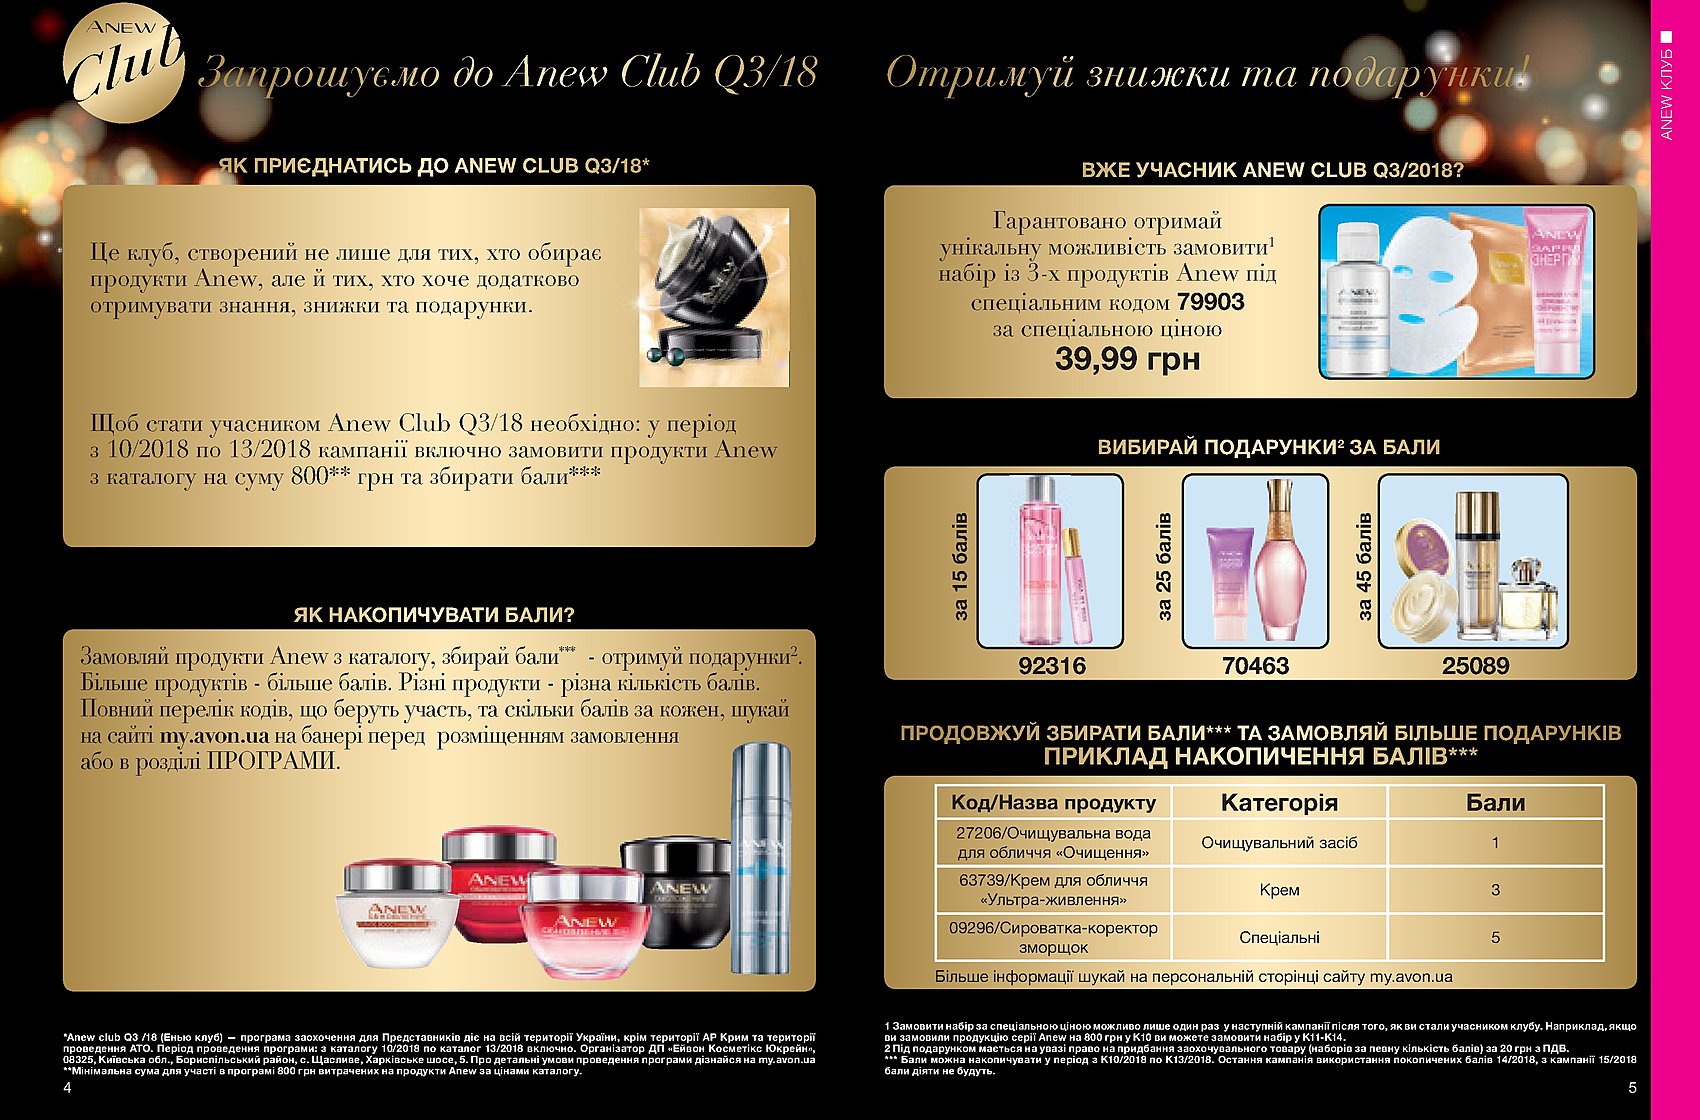 ANEW
Club
Запрошуємо до Anew Club Q3/18
ЯК ПРИЄДНАТИСЬ ДО ANEW CLUB Q3/18*
Це клуб, створений не лише для тих, хто обирає
продукти Anew, але й тих, хто хоче додатково
отримувати знання, знижки та подарунки.
ANEW
Щоб стати учасником Anew Club Q3/18 необхідно: у період
з 10/2018 по 13/2018 кампанії включно замовити продукти Anew
з каталогу на суму 800** грн та збирати бали***
ЯК НАКОПИЧУВАТИ БАЛИ?
Замовляй продукти Anew з каталогу, збирай бали*** - отримуй подарунки².
Більше продуктів - більше балів. Різні продукти - різна кількість балів.
Повний перелік кодів, що беруть участь, та скільки балів за кожен, шукай
на сайті my.avon.ua на банері перед розміщенням замовлення
або в розділі ПРОГРАМИ.
ANEW
ANEW
ANEW
ANEW
ANEW
*Anew club Q3 /18 (Енью клуб) — програма заохочення для Представників діє на всій території України, крім території АР Крим та території
проведення АТО. Період проведення програми: з каталогу 10/2018 по каталог 13/2018 включно. Організатор ДП «Ейвон Косметікс Юкрейн»,
08325, Київська обл., Бориспільський район, с. Щасливе, Харківське шосе, 5. Про детальні умови проведення програми дізнайся на my.avon.ua
**Мінімальна сума для участі в програмі 800 грн витрачених на продукти Anew за цінами каталогу.
4
Отримуй знижки та подарунки!
ANEW КЛУБ
ВЖЕ УЧАСНИК ANEW CLUB Q3/2018?
Гарантовано отримай
унікальну можливість замовити¹
набір із 3-х продуктів Anew під
спеціальним кодом 79903
за спеціальною ціною
39,99 грн
ANEW
ANEW
ЗАРЯД
ЭНЕРГИИ
ВИБИРАЙ ПОДАРУНКИ² ЗА БАЛИ
за 15 балів
92316
за 25 балів
70463
за 45 балів
25089
ПРОДОВЖУЙ ЗБИРАТИ БАЛИ*** ТА ЗАМОВЛЯЙ БІЛЬШЕ ПОДАРУНКІВ
ПРИКЛАД НАКОПИЧЕННЯ БАЛІВ***
Код/Назва продукту Категорія Бали
27206/Очищувальна вода
для обличчя «Очищення» Очищувальний засіб 1
63739/Крем для обличчя
«Ультра-живлення» Крем 3
09296/Сироватка-коректор
зморщок Спеціальні 5
Більше інформації шукай на персональній сторінці сайту my.avon.ua
1 Замовити набір за спеціальною ціною можливо лише один раз у наступній кампанії після того, як ви стали учасником клубу. Наприклад, якщо
ви замовили продукцію серії Anew на 800 грн у К10 ви можете замовити набір у К11-К14.
2 Під подарунком мається на увазі право на придбання заохочувального товару (наборів за певну кількість балів) за 20 грн з ПДВ.
*** Бали можна накопичувати у період з К10/2018 по К13/2018. Остання кампанія використання покопичених балів 14/2018, з кампанії 15/2018
бали діяти не будуть.
5